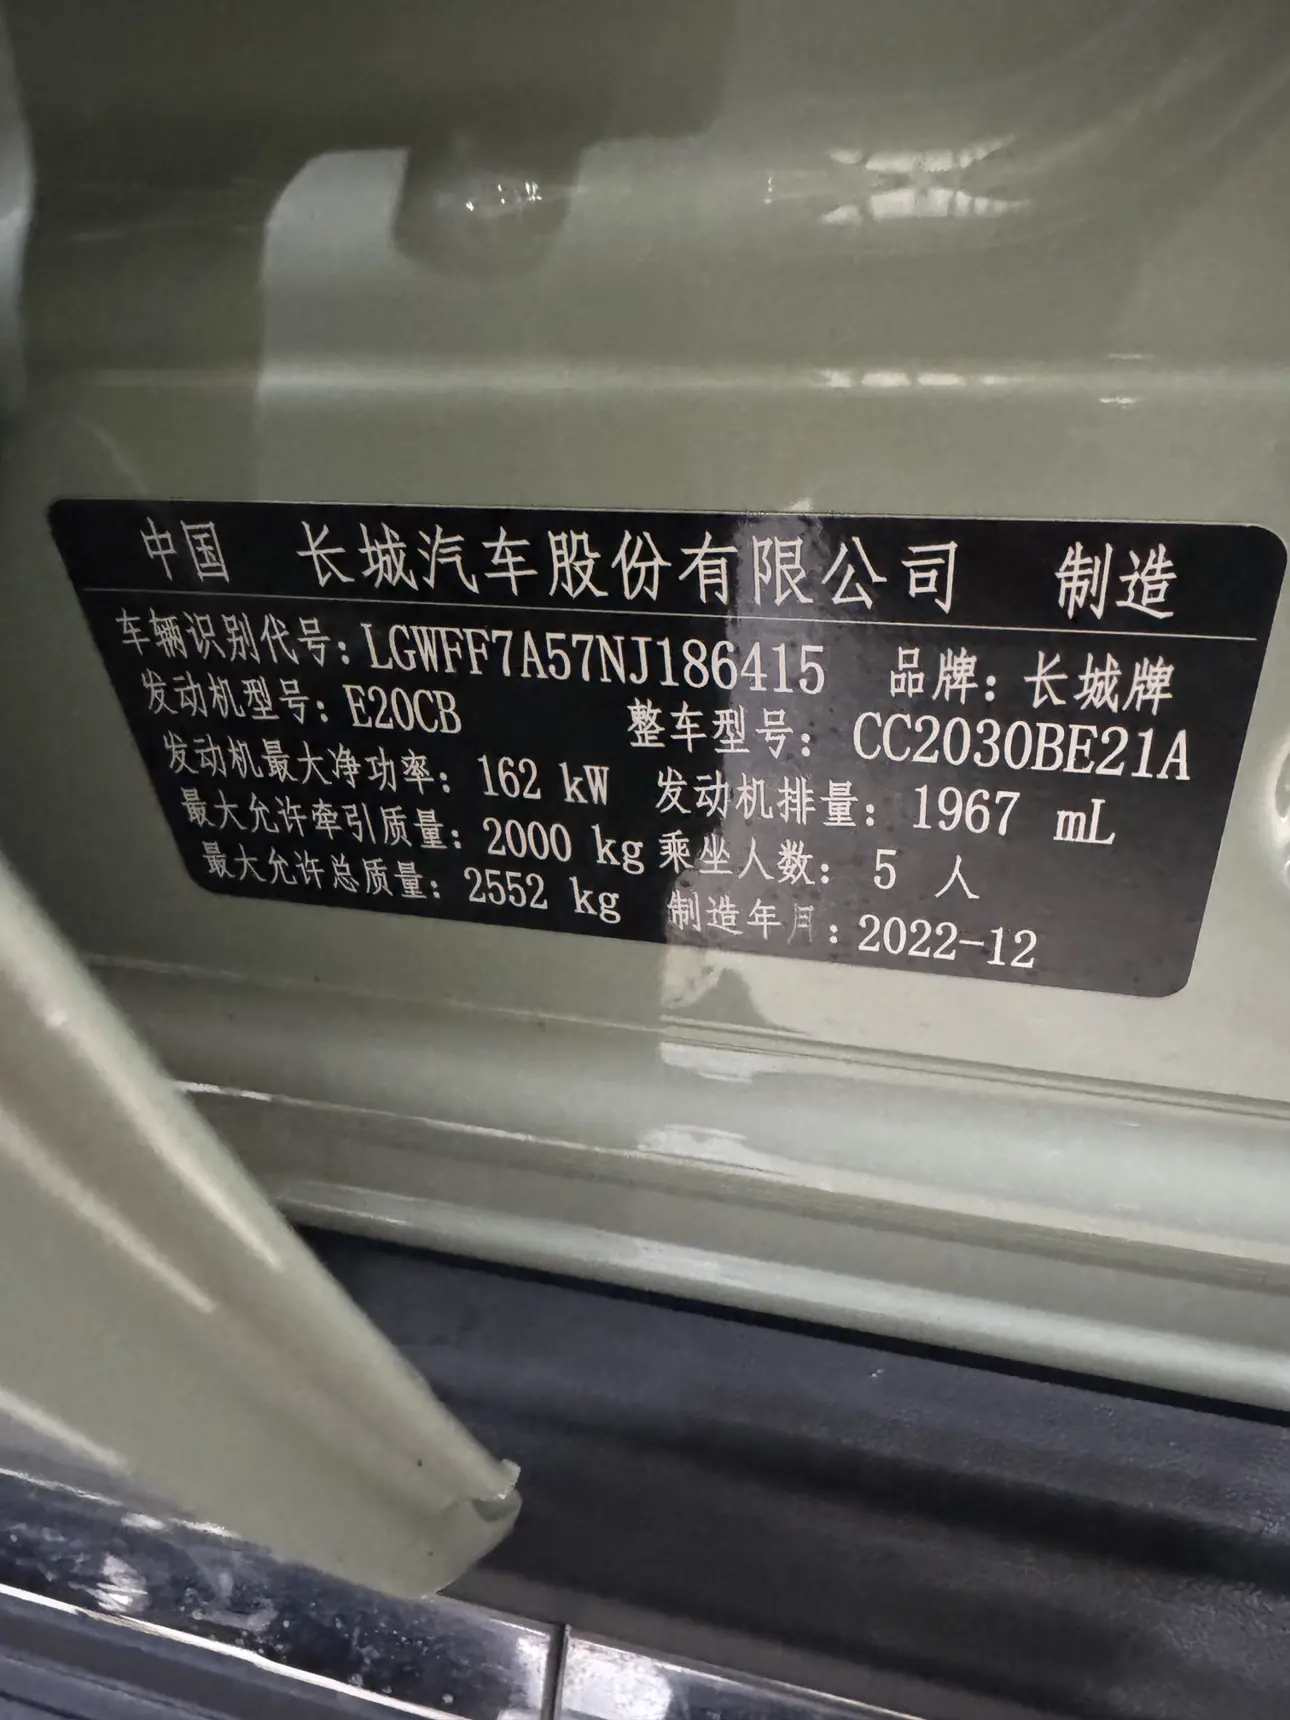 中国 长城汽车股份有限公司 制造
车辆识别代号：LGWFF7A57NJ186415 品牌：长城牌
发动机型号：E20CB 整车型号：CC2030BE21A
发动机最大净功率：162 kW 发动机排量：1967 mL
最大允许牵引质量：2000 kg 乘坐人数：5 人
最大允许总质量：2552 kg 制造年月：2022-12